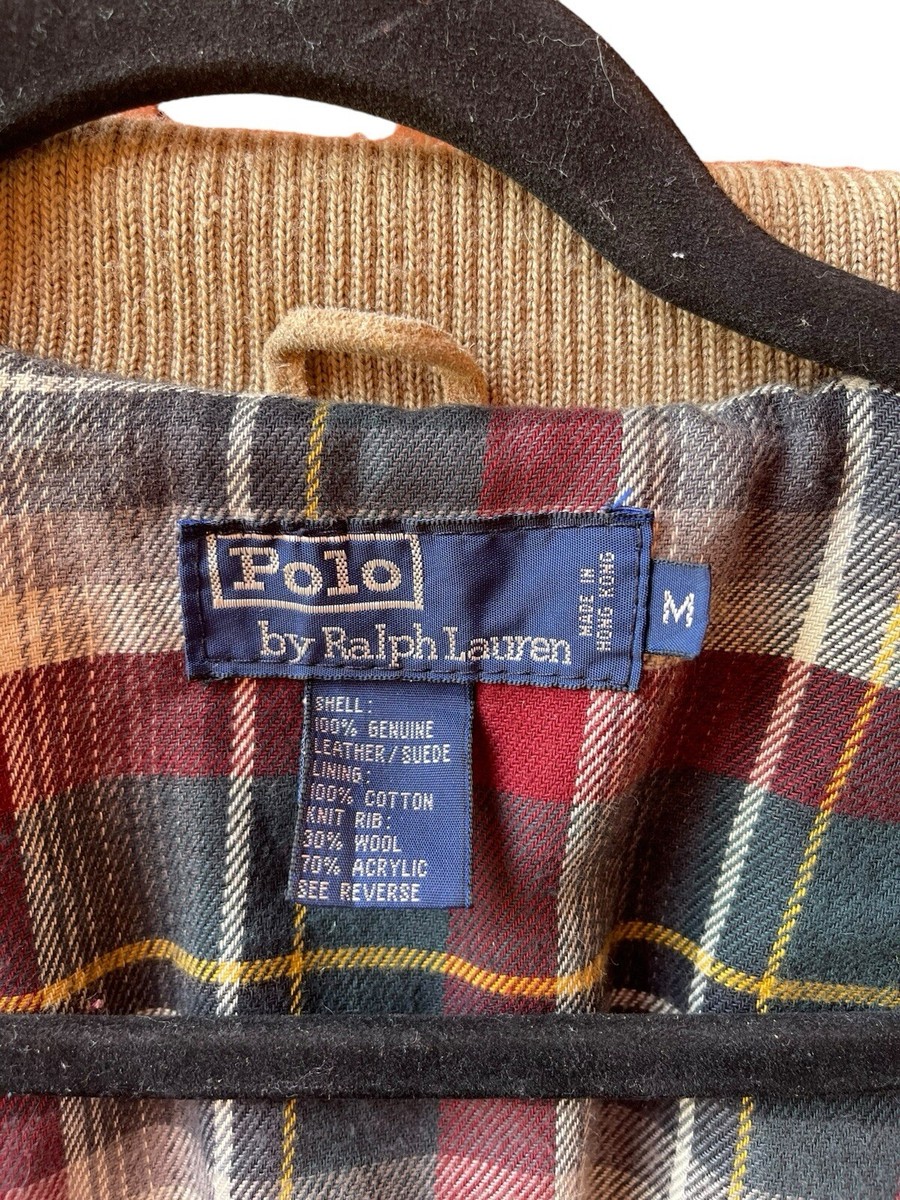 Polo
by Ralph Lauren
MADE IN
HONG KONG
M
SHELL:
100% GENUINE
LEATHER/SUEDE
LINING:
100% COTTON
KNIT RIB:
30% WOOL
70% ACRYLIC
SEE REVERSE